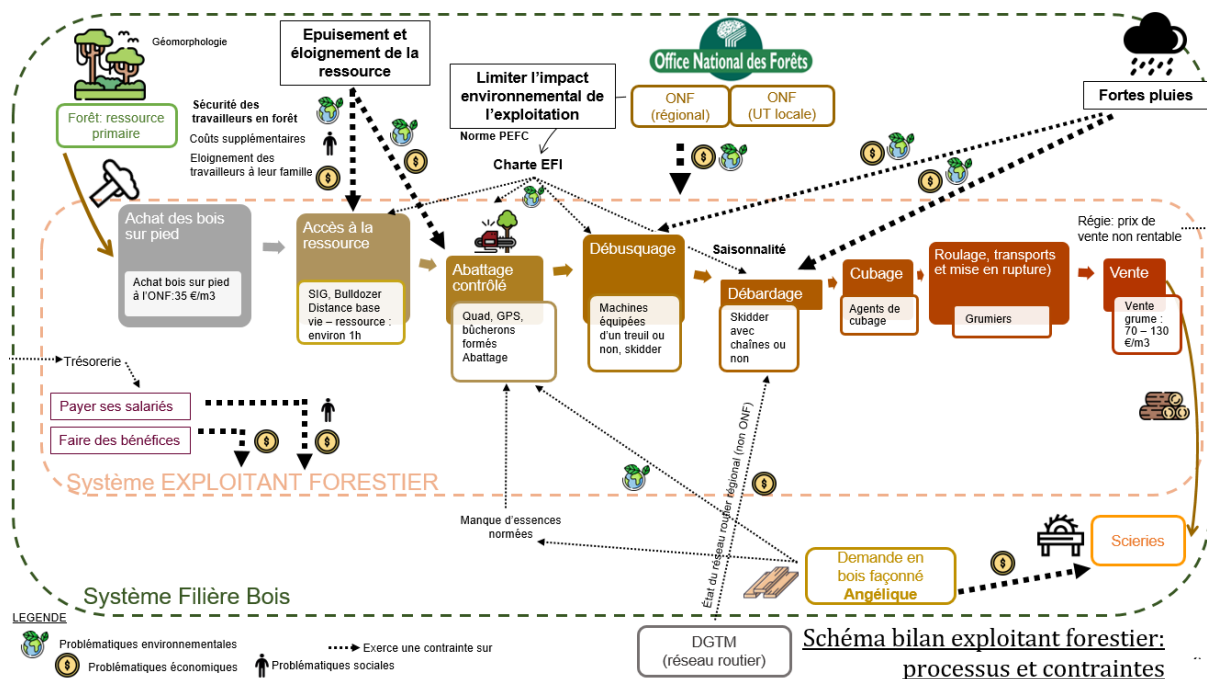 Géomorphologie
Epuisement et
éloignement de la
ressource
Office National des Forêts
Limiter l'impact
environnemental de
l'exploitation
ONF
(régional)
ONF
(UT locale)
Fortes pluies
Forêt: ressource
primaire
Sécurité des
travailleurs en forêt
Coûts supplémentaires
Eloignement des
travailleurs à leur famille
Norme PEFC
Charte EFI
Achat des bois
sur pied
Achat bois sur pied
à l'ONF:35 €/m3
Accès à la
ressource
SIG, Bulldozer
Distance base
vie – ressource :
environ 1h
Abattage
contrôlé
Quad, GPS,
bûcherons
formés
Abattage
Débusquage
Machines
équipées
d'un treuil ou
non, skidder
Saisonnalité
Débardage
Skidder
avec
chaînes ou
non
Cubage
Agents de
cubage
Roulage, transports
et mise en rupture)
Grumiers
Régie: prix de
vente non rentable
Vente
Vente
grume :
70 – 130
€/m3
Trésorerie
Payer ses salariés
Faire des bénéfices
Système EXPLOITANT FORESTIER
Manque d'essences
normées
État du réseau routier régional (non ONF)
Demande en
bois façonné
Angélique
Scieries
Système Filière Bois
DGTM
(réseau routier)
LEGENDE
Problématiques environnementales
Exerce une contrainte sur
Problématiques économiques
Problématiques sociales
Schéma bilan exploitant forestier:
processus et contraintes